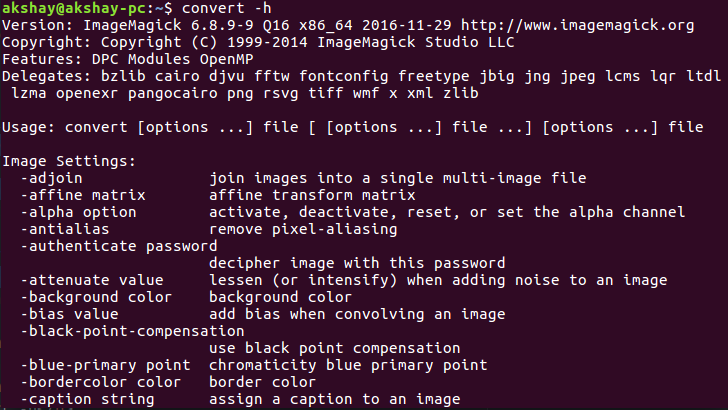 akshay@akshay-pc:~$ convert -h
Version: ImageMagick 6.8.9-9 Q16 x86_64 2016-11-29 http://www.imagemagick.org
Copyright: Copyright (C) 1999-2014 ImageMagick Studio LLC
Features: DPC Modules OpenMP
Delegates: bzlib cairo djvu fftw fontconfig freetype jbig jng jpeg lcms lqr ltdl
 lzma openexr pangocairo png rsvg tiff wmf x xml zlib
Usage: convert [options ...] file [ [options ...] file ...] [options ...] file
Image Settings:
  -adjoin              join images into a single multi-image file
  -affine matrix       affine transform matrix
  -alpha option        activate, deactivate, reset, or set the alpha channel
  -antialias           remove pixel-aliasing
  -authenticate password
                       decipher image with this password
  -attenuate value     lessen (or intensify) when adding noise to an image
  -background color    background color
  -bias value          add bias when convolving an image
  -black-point-compensation
                       use black point compensation
  -blue-primary point  chromaticity blue primary point
  -bordercolor color   border color
  -caption string      assign a caption to an image